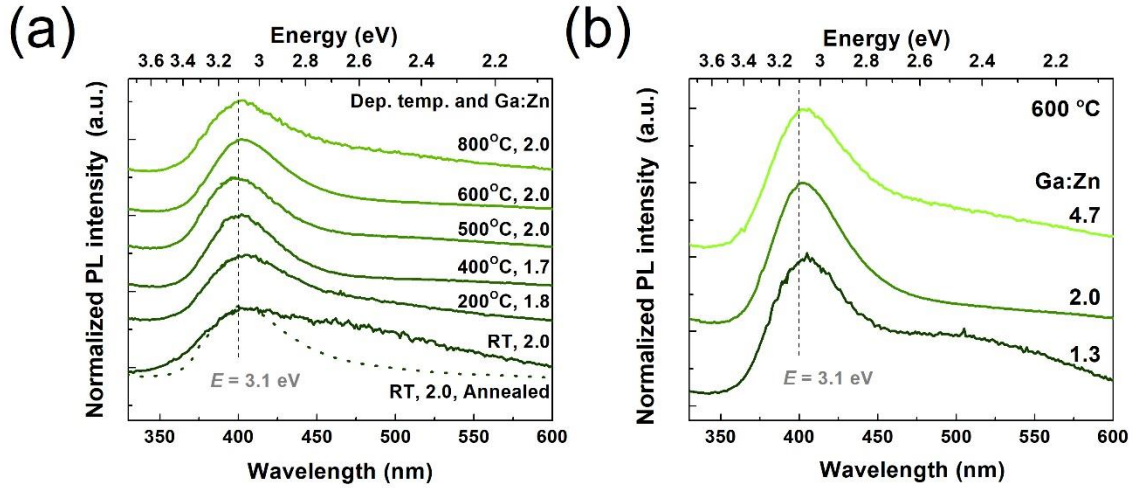 (a)
Energy (eV)
3.6 3.4 3.2 3 2.8 2.6 2.4 2.2
Normalized PL intensity (a.u.)
Dep. temp. and Ga:Zn
800°C, 2.0
600°C, 2.0
500°C, 2.0
400°C, 1.7
200°C, 1.8
RT, 2.0
E = 3.1 eV
RT, 2.0, Annealed
350 400 450 500 550 600
Wavelength (nm)
(b)
Energy (eV)
3.6 3.4 3.2 3 2.8 2.6 2.4 2.2
Normalized PL intensity (a.u.)
600 °C
Ga:Zn
4.7
2.0
1.3
E = 3.1 eV
350 400 450 500 550 600
Wavelength (nm)